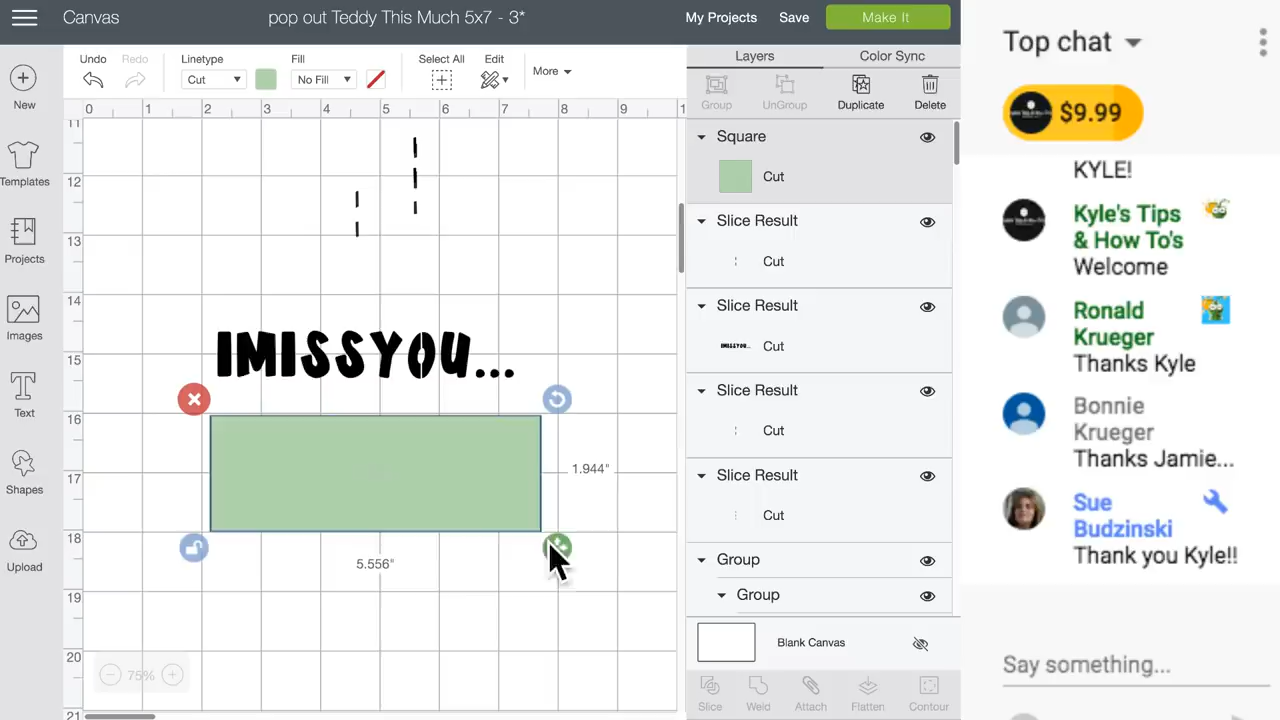 Canvas
pop out Teddy This Much 5x7 - 3*
My Projects
Save
Make It
Undo
Redo
Linetype
Cut
Fill
No Fill
Select All
Edit
More
New
Templates
Projects
Images
Text
Shapes
Upload
0 1 2 3 4 5 6 7 8 9 1
11
12
13
14
15
16
17
18
19
20
21
IMISSYOU...
1.944"
5.556"
75%
Layers
Color Sync
Group
UnGroup
Duplicate
Delete
Square
Cut
Slice Result
Cut
Slice Result
IMISSYOU...
Cut
Slice Result
Cut
Slice Result
Cut
Group
Group
Blank Canvas
Slice
Weld
Attach
Flatten
Contour
Top chat
$9.99
KYLE!
Kyle's Tips
& How To's
Welcome
Ronald
Krueger
Thanks Kyle
Bonnie
Krueger
Thanks Jamie...
Sue
Budzinski
Thank you Kyle!!
Say something...